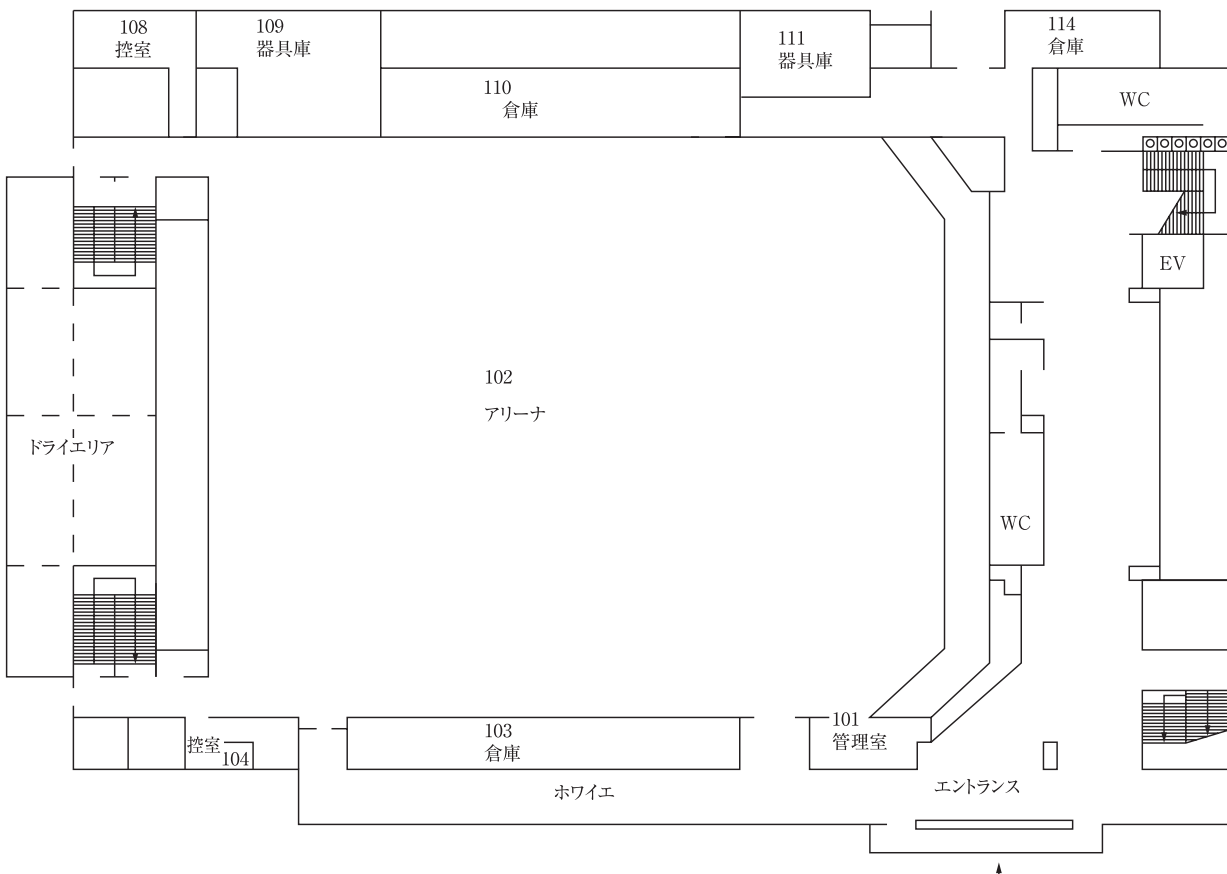 108
控室
109
器具庫
110
倉庫
111
器具庫
114
倉庫
WC
EV
102
アリーナ
ドライエリア
WC
103
倉庫
101
管理室
控室
104
ホワイエ
エントランス